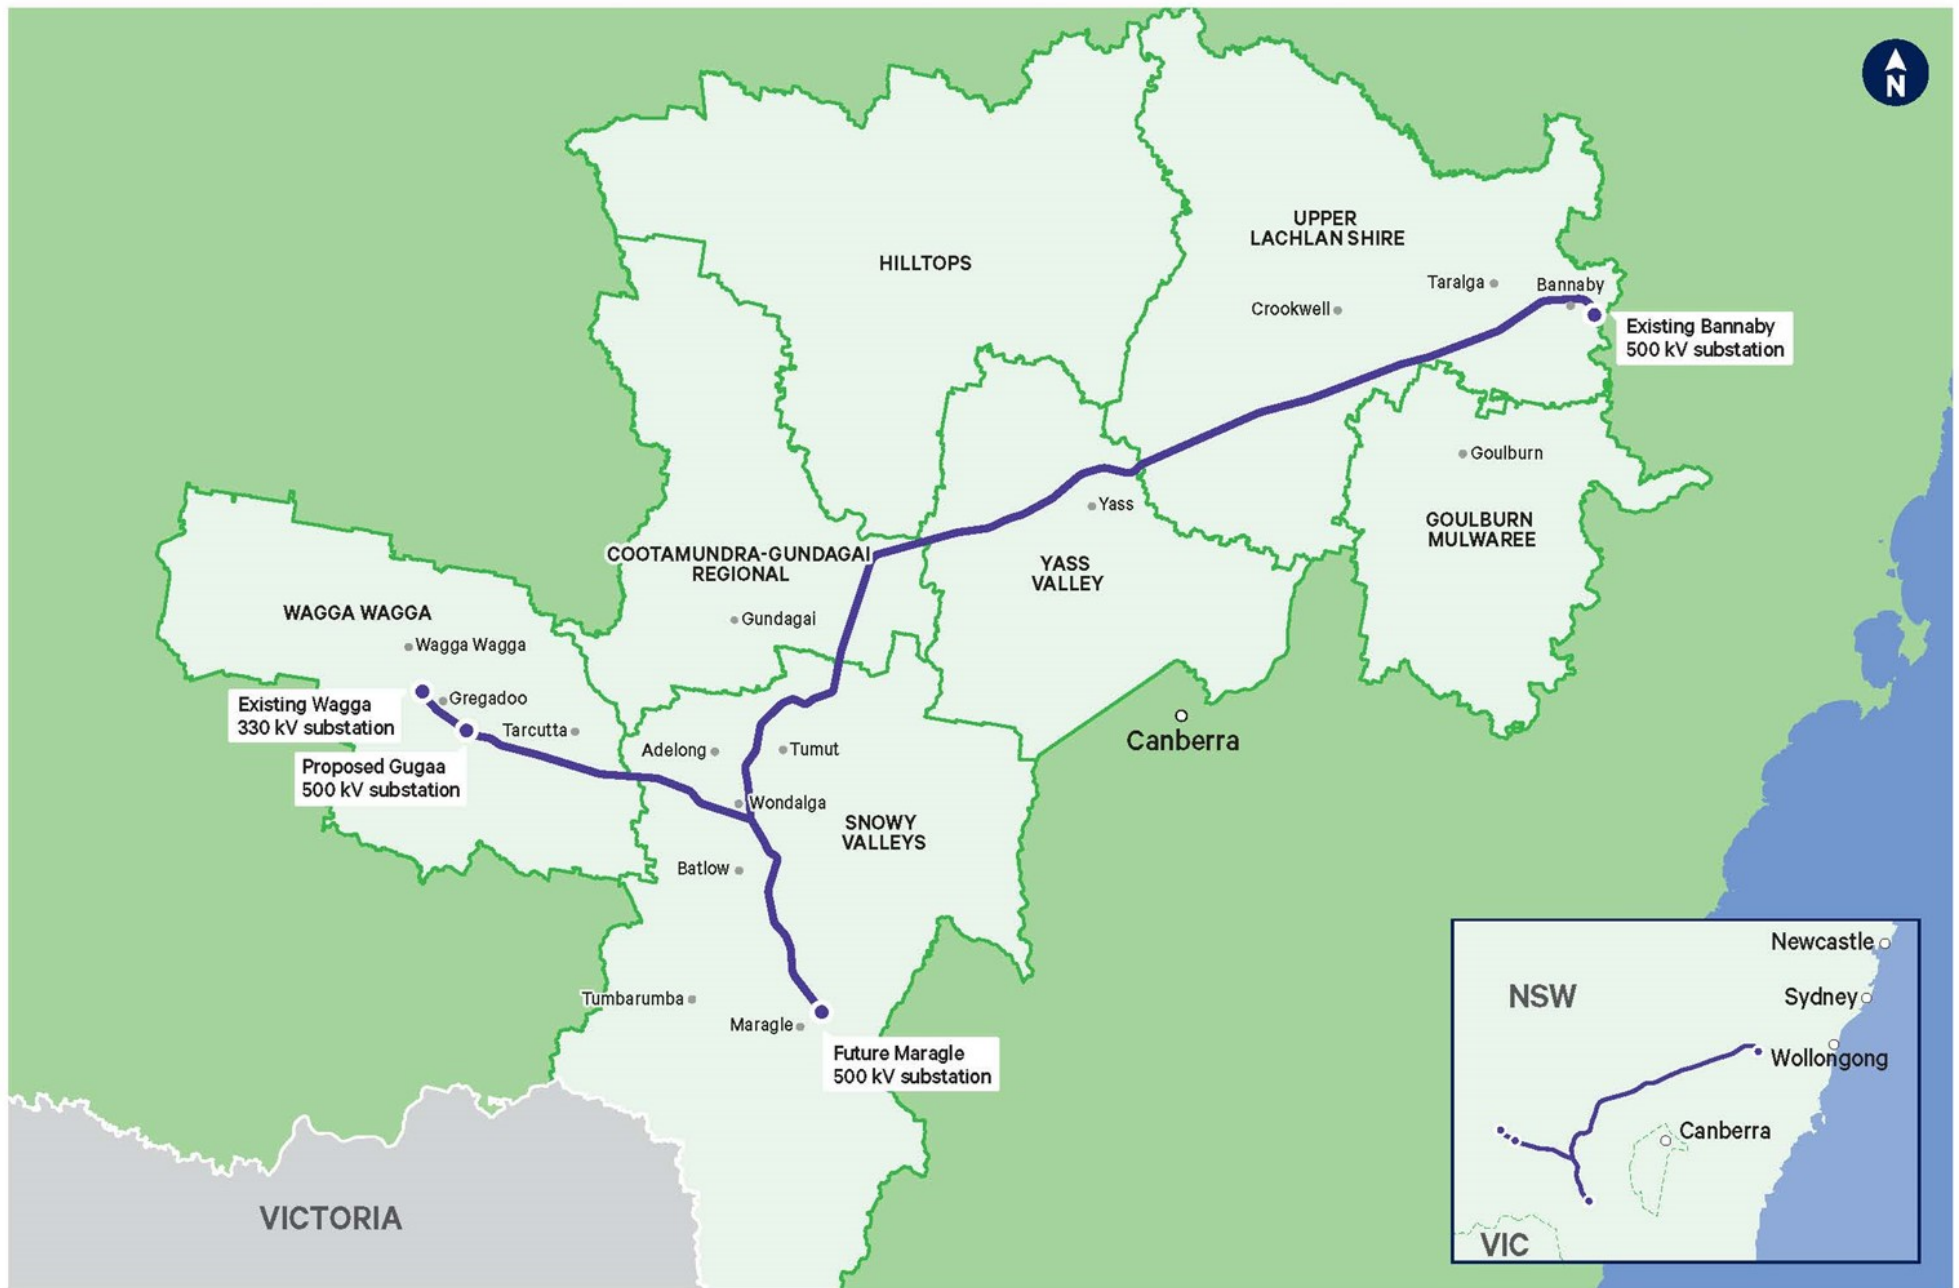 N
UPPER
LACHLAN SHIRE
HILLTOPS
Taralga
Bannaby
Crookwell
Existing Bannaby
500 kV substation
Goulburn
Yass
GOULBURN
MULWAREE
COOTAMUNDRA-GUNDAGAI
REGIONAL
YASS
VALLEY
WAGGA WAGGA
Gundagai
Wagga Wagga
Gregadoo
Existing Wagga
330 kV substation
Tarcutta
Adelong
Tumut
Canberra
Proposed Gugaa
500 kV substation
Wondalga
SNOWY
VALLEYS
Batlow
Tumbarumba
Maragle
Future Maragle
500 kV substation
VICTORIA
Newcastle
NSW
Sydney
Wollongong
Canberra
VIC